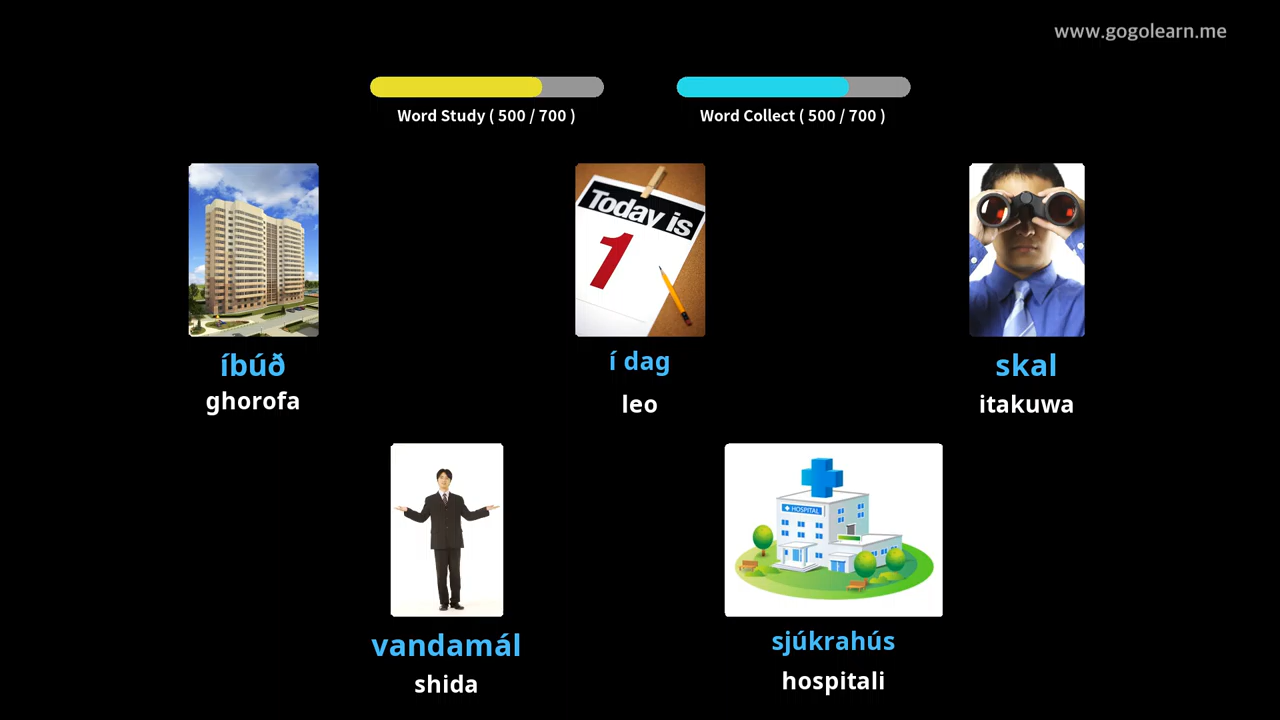 www.gogolearn.me
Word Study ( 500 / 700 )
Word Collect ( 500 / 700 )
Today is
1
íbúð
ghorofa
í dag
leo
skal
itakuwa
HOSPITAL
vandamál
shida
sjúkrahús
hospitali